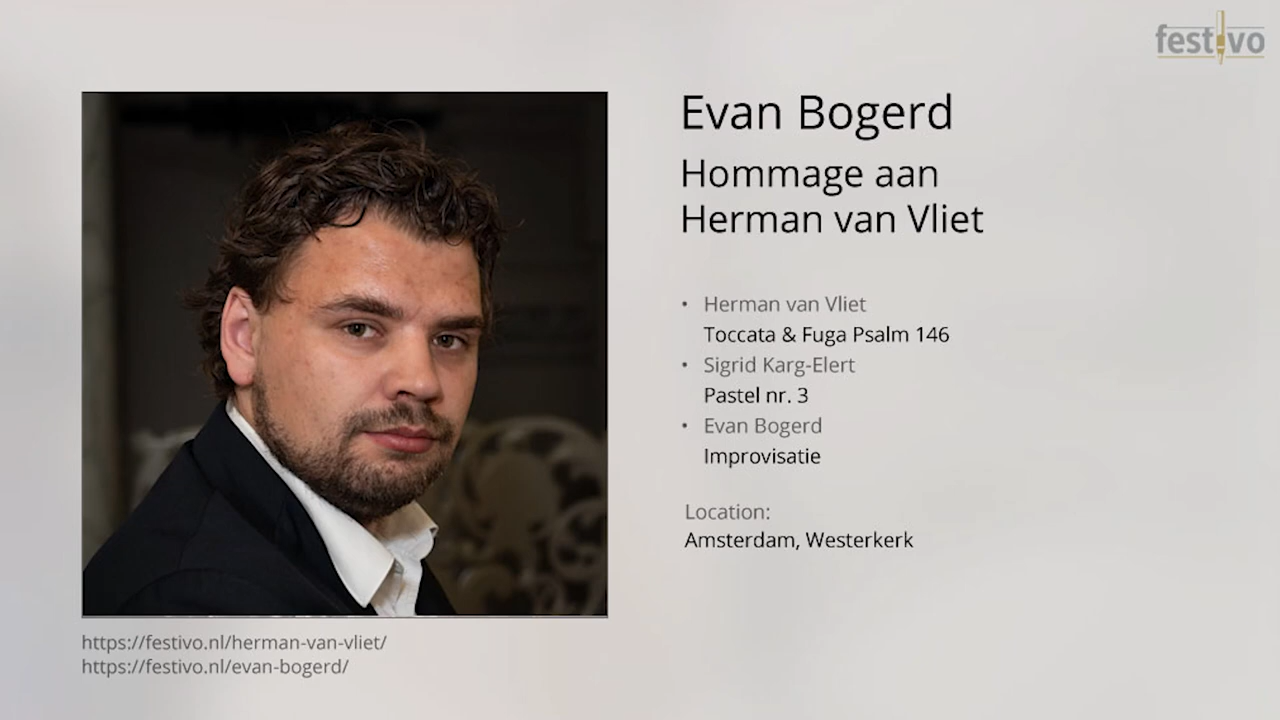 festivo
Evan Bogerd
Hommage aan
Herman van Vliet
• Herman van Vliet
Toccata & Fuga Psalm 146
• Sigrid Karg-Elert
Pastel nr. 3
• Evan Bogerd
Improvisatie
Location:
Amsterdam, Westerkerk
https://festivo.nl/herman-van-vliet/
https://festivo.nl/evan-bogerd/